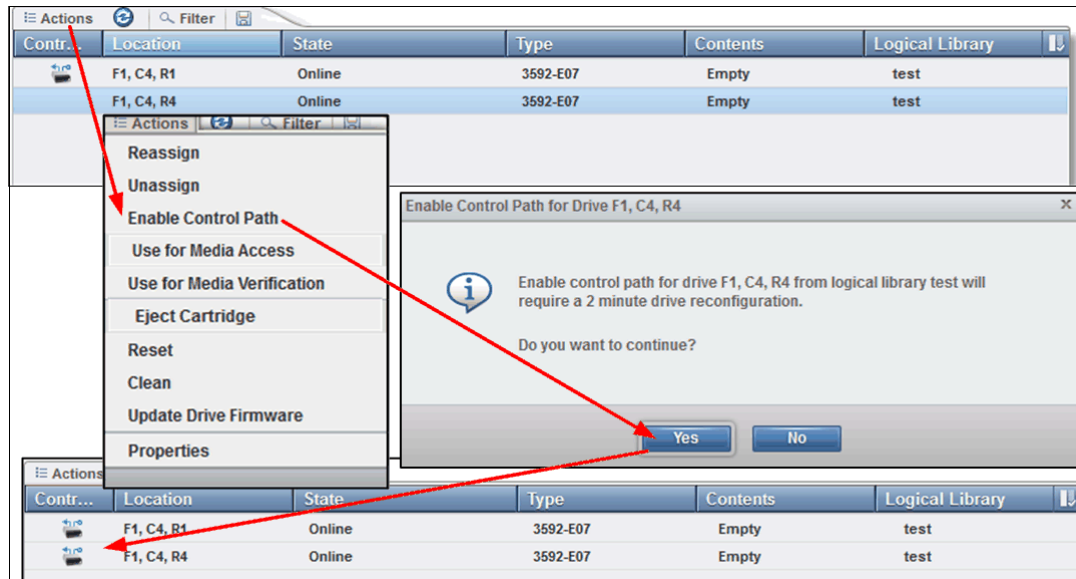 Actions Filter
Contr... Location State Type Contents Logical Library
F1, C4, R1 Online 3592-E07 Empty test
F1, C4, R4 Online 3592-E07 Empty test
Actions Filter
Reassign
Unassign
Enable Control Path
Use for Media Access
Use for Media Verification
Eject Cartridge
Reset
Clean
Update Drive Firmware
Properties
Enable Control Path for Drive F1, C4, R4 x
Enable control path for drive F1, C4, R4 from logical library test will
require a 2 minute drive reconfiguration.
Do you want to continue?
Yes No
Actions
Contr... Location State Type Contents Logical Library
F1, C4, R1 Online 3592-E07 Empty test
F1, C4, R4 Online 3592-E07 Empty test